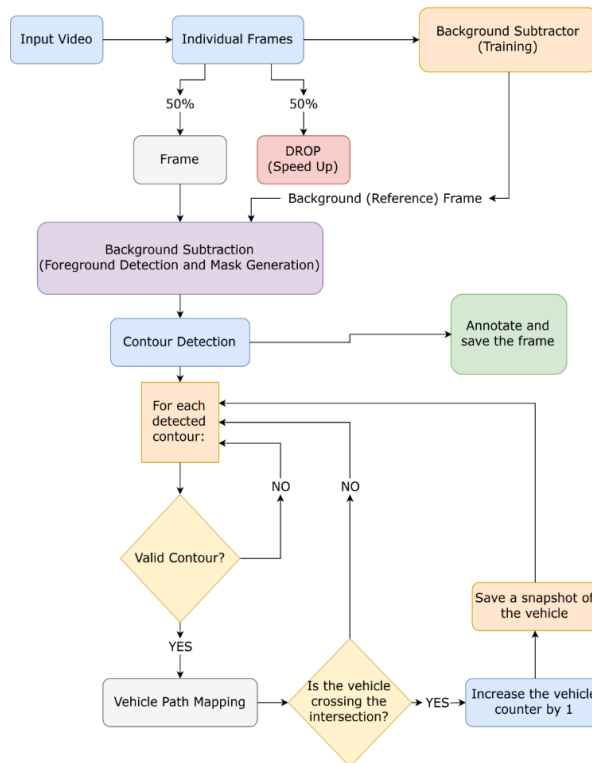 Input Video
Individual Frames
Background Subtractor
(Training)
50%
50%
Frame
DROP
(Speed Up)
Background (Reference) Frame
Background Subtraction
(Foreground Detection and Mask Generation)
Contour Detection
Annotate and
save the frame
For each
detected
contour:
NO
NO
Valid Contour?
Save a snapshot of
the vehicle
YES
Vehicle Path Mapping
Is the vehicle
crossing the
intersection?
YES
Increase the vehicle
counter by 1